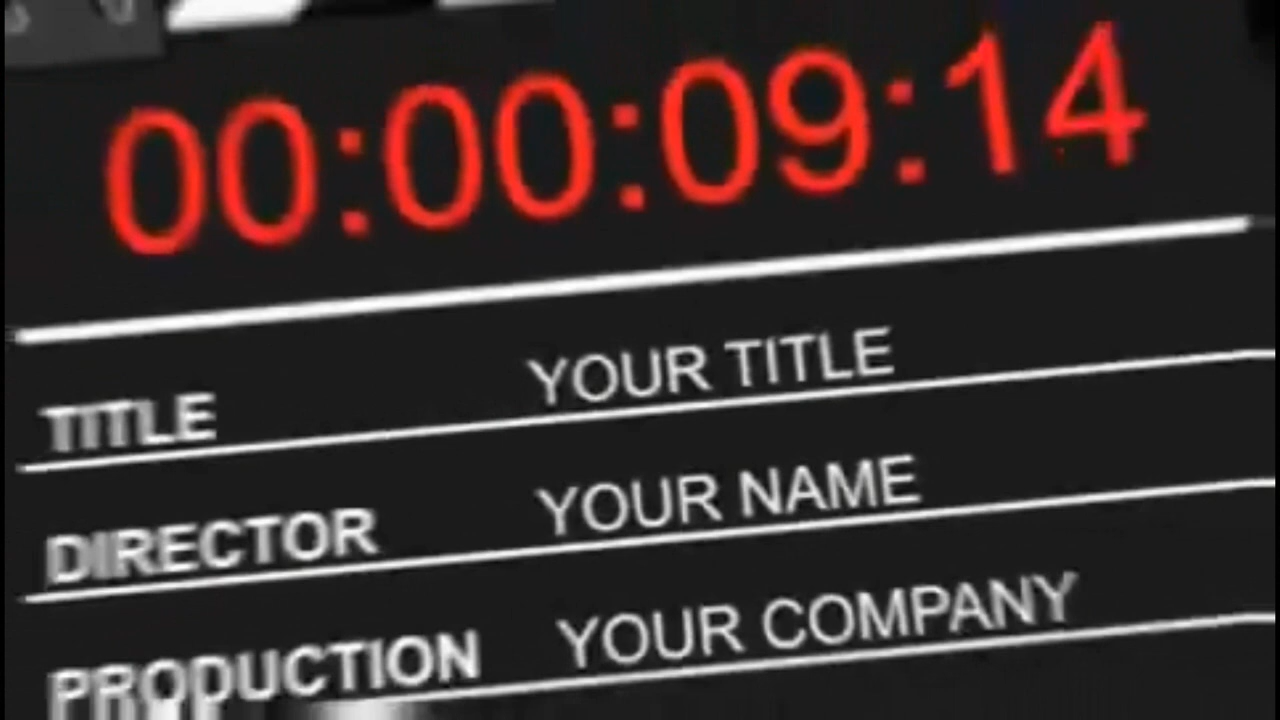 00:00:09:14
TITLE YOUR TITLE
DIRECTOR YOUR NAME
PRODUCTION YOUR COMPANY